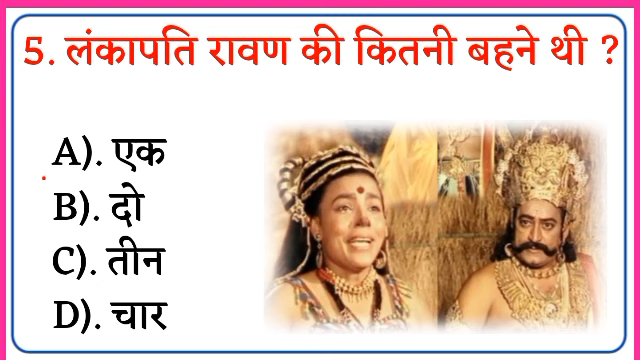 5. लंकापति रावण की कितनी बहने थी ?
A). एक
B). दो
C). तीन
D). चार